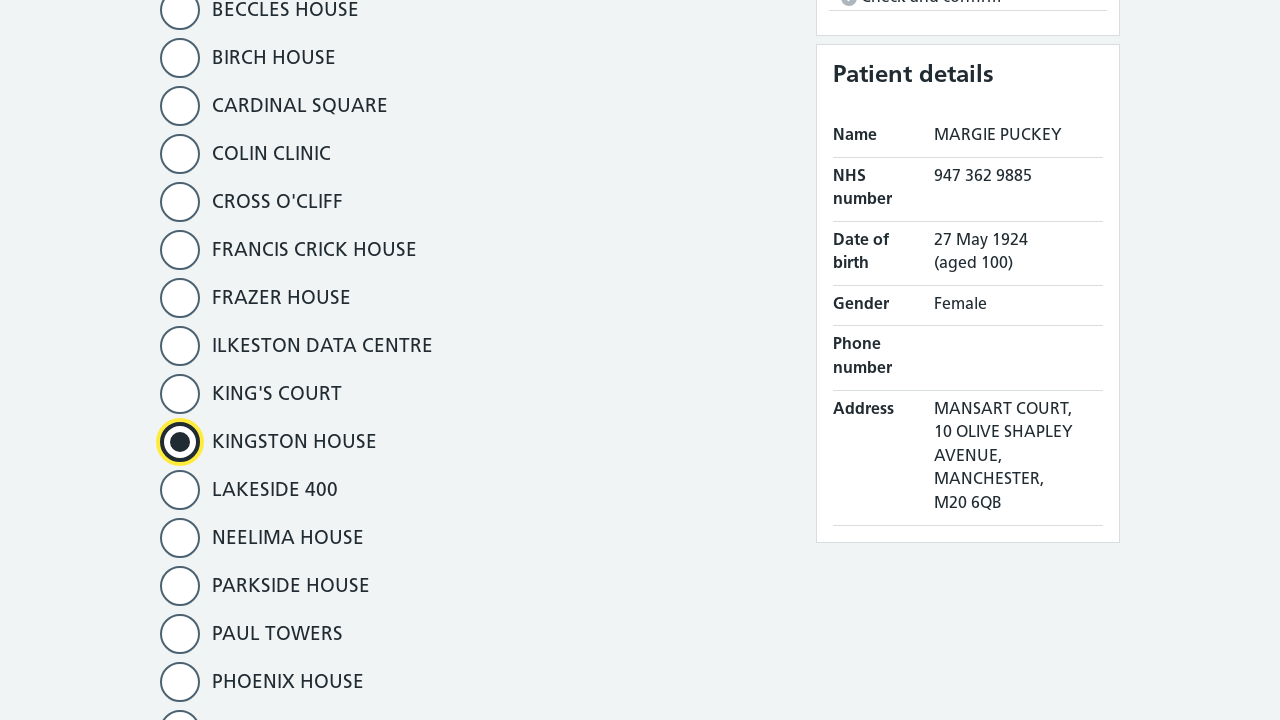 BECCLES HOUSE
BIRCH HOUSE
CARDINAL SQUARE
COLIN CLINIC
CROSS O'CLIFF
FRANCIS CRICK HOUSE
FRAZER HOUSE
ILKESTON DATA CENTRE
KING'S COURT
KINGSTON HOUSE
LAKESIDE 400
NEELIMA HOUSE
PARKSIDE HOUSE
PAUL TOWERS
PHOENIX HOUSE
Check and confirm
Patient details
Name MARGIE PUCKEY
NHS number 947 362 9885
Date of birth 27 May 1924
(aged 100)
Gender Female
Phone number
Address MANSART COURT,
10 OLIVE SHAPLEY
AVENUE,
MANCHESTER,
M20 6QB